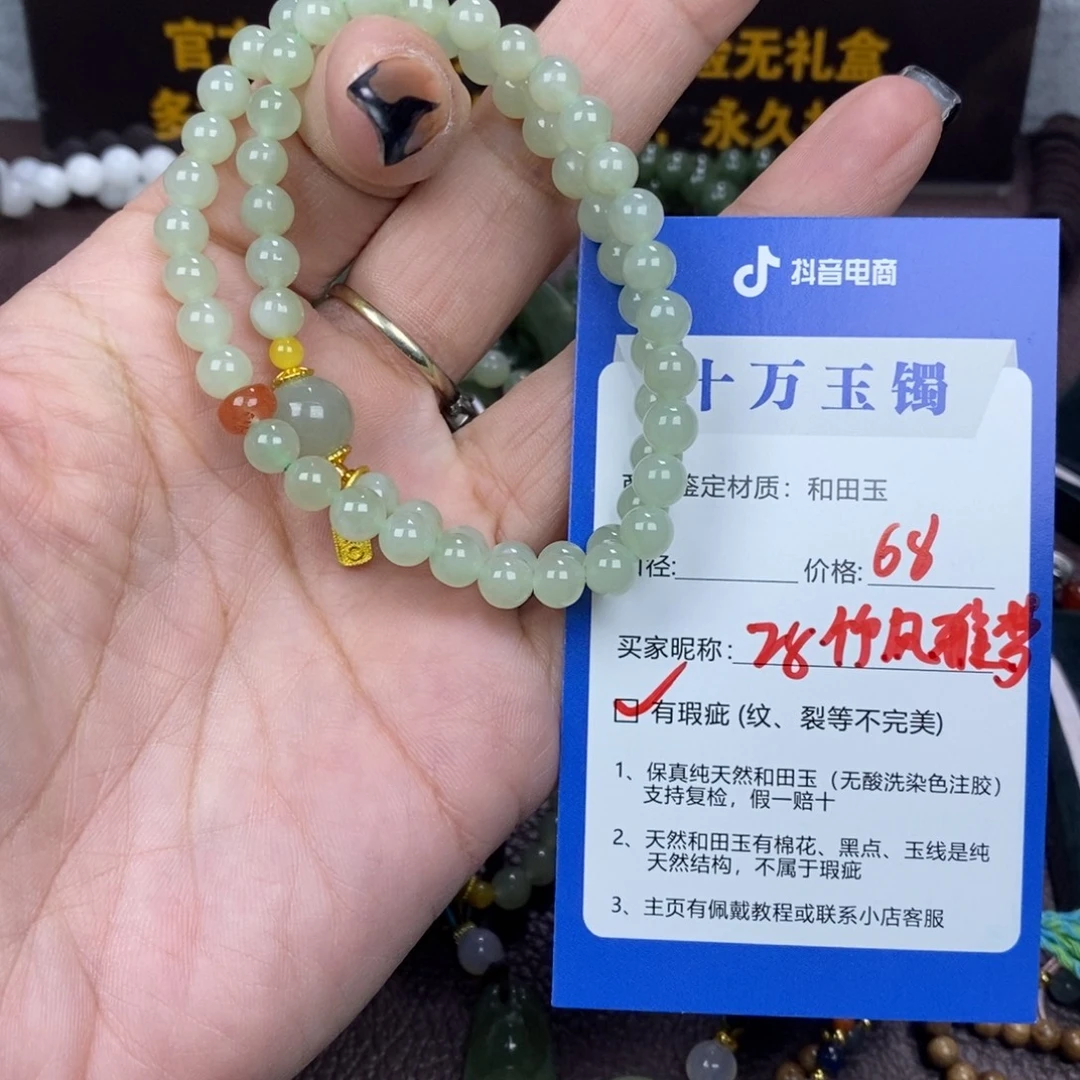 官
验无礼盒
多
，永久
抖音电商
十万玉镯
鉴定材质：和田玉
径: 价格: 68
买家昵称: 28竹风雅梦
有瑕疵 (纹、裂等不完美)
1、保真纯天然和田玉（无酸洗染色注胶）
支持复检，假一赔十
2、天然和田玉有棉花、黑点、玉线是纯
天然结构，不属于瑕疵
3、主页有佩戴教程或联系小店客服